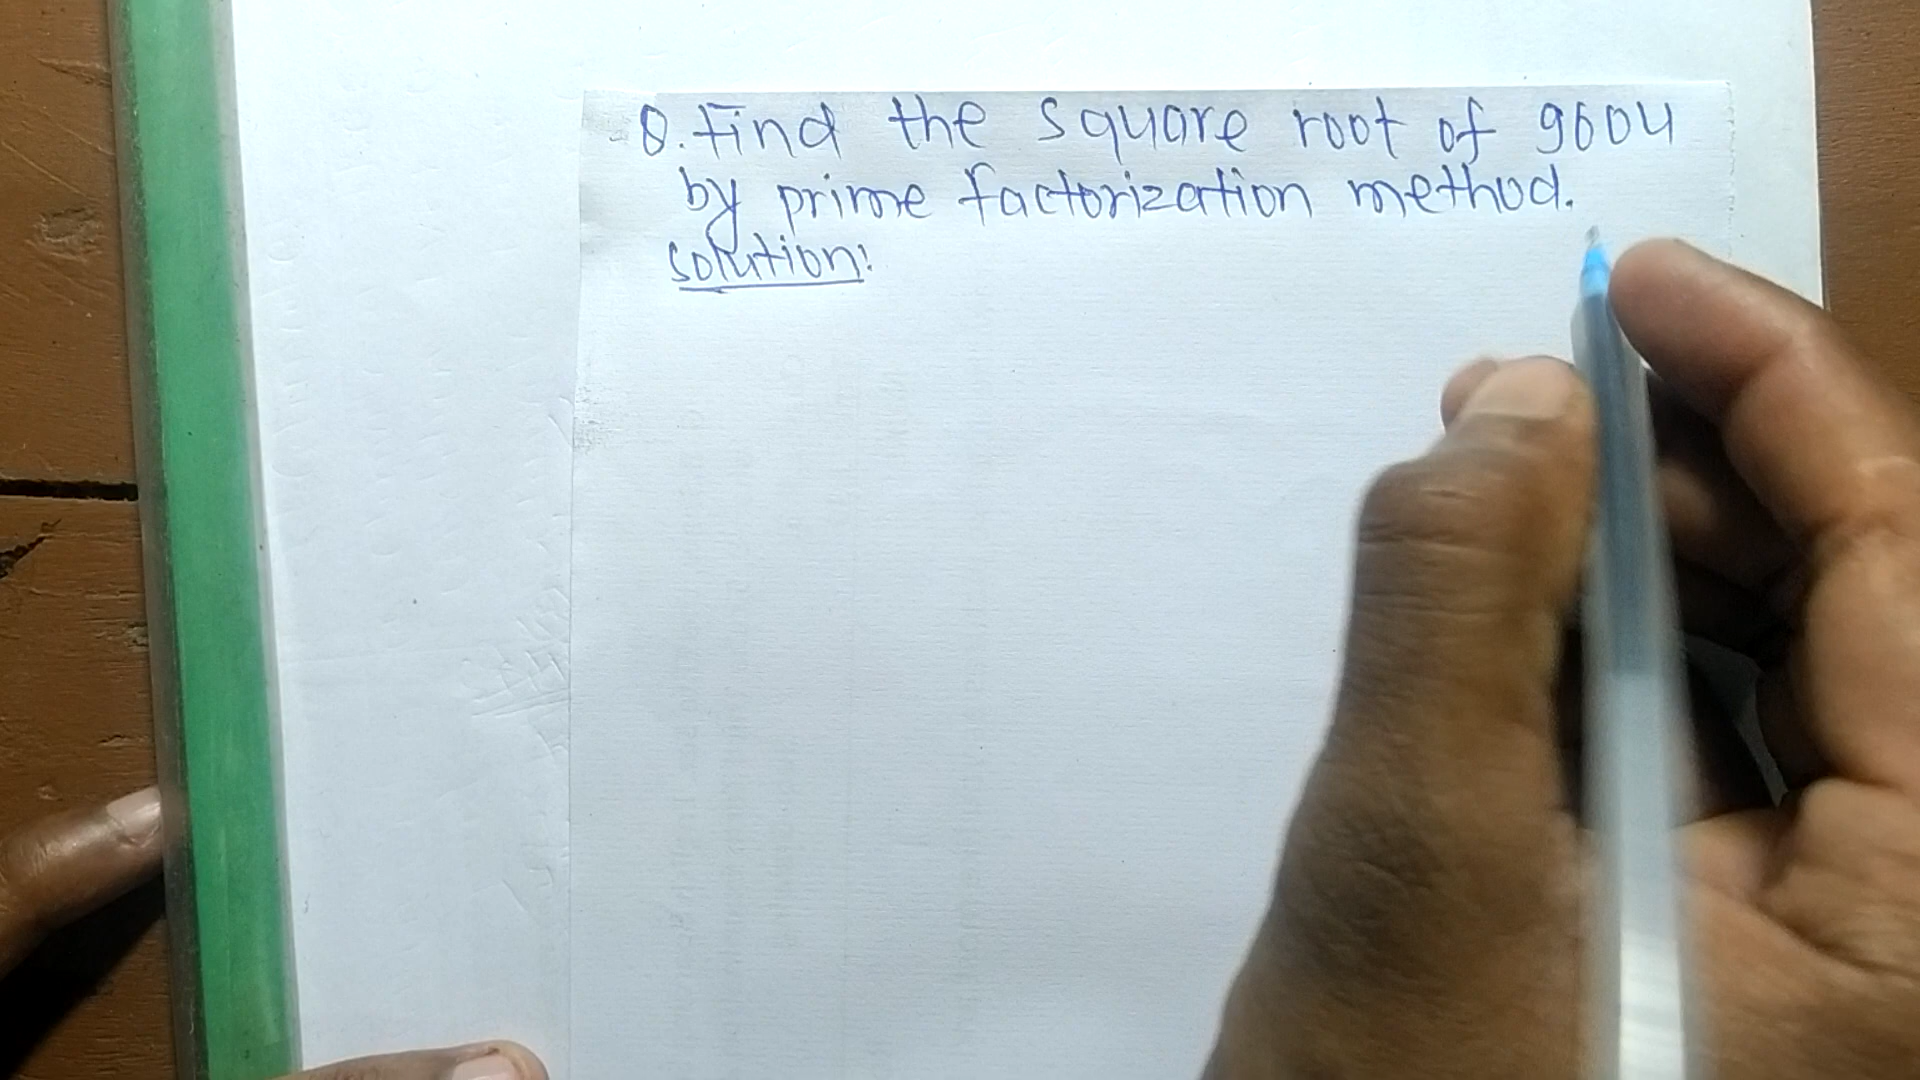 Q. Find the square root of 9604
by prime factorization method.
solution: